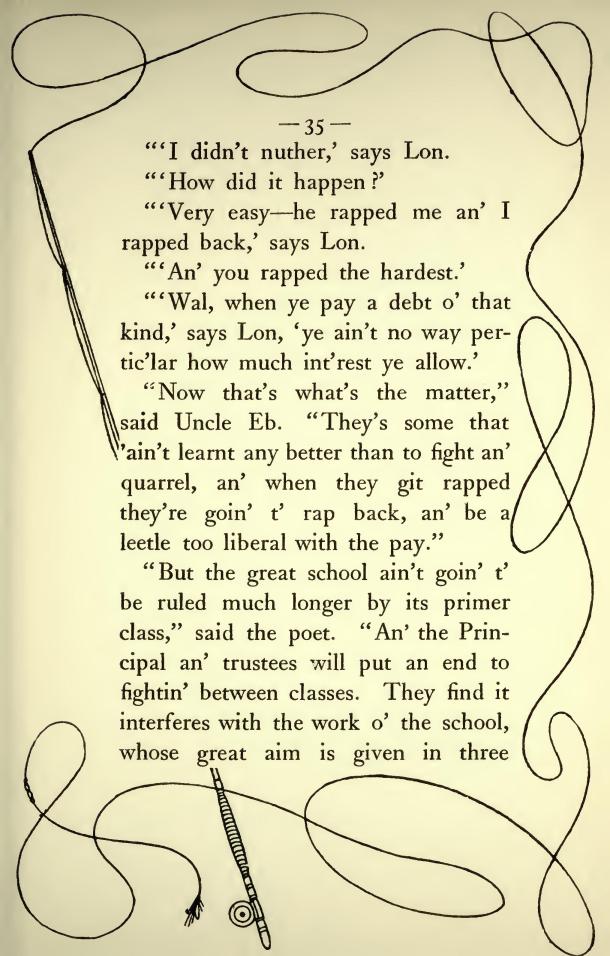 —35—
"'I didn't nuther,' says Lon.
"'How did it happen?'
"'Very easy—he rapped me an' I
rapped back,' says Lon.
"'An' you rapped the hardest.'
"'Wal, when ye pay a debt o' that
kind,' says Lon, 'ye ain't no way per-
tic'lar how much int'rest ye allow.'
"Now that's what's the matter,"
said Uncle Eb. "They's some that
'ain't learnt any better than to fight an'
quarrel, an' when they git rapped
they're goin' t' rap back, an' be a
leetle too liberal with the pay."
"But the great school ain't goin' t'
be ruled much longer by its primer
class," said the poet. "An' the Prin-
cipal an' trustees will put an end to
fightin' between classes. They find it
interferes with the work o' the school,
whose great aim is given in three